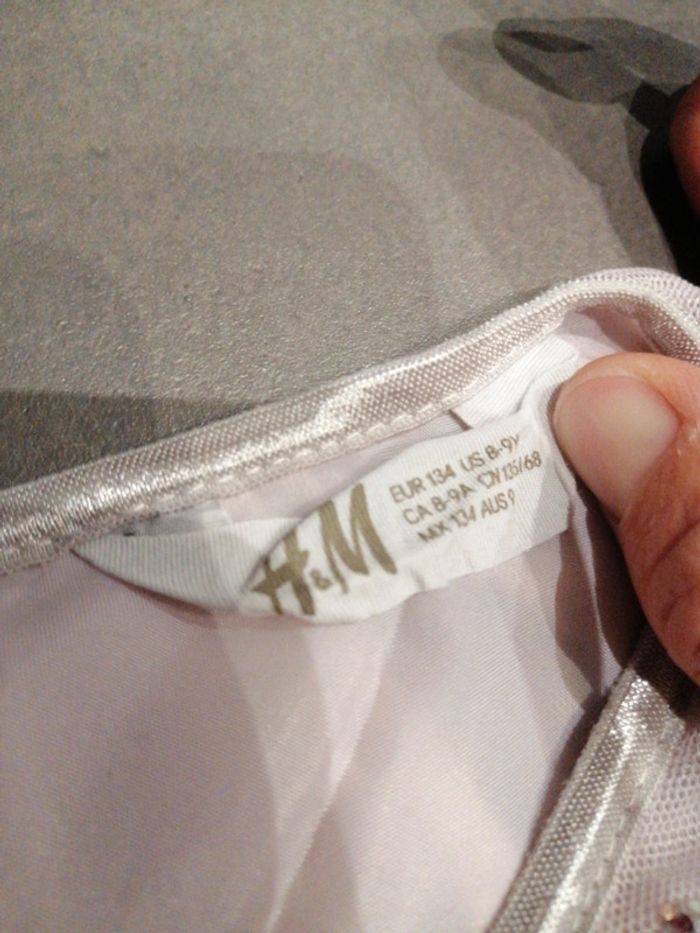 H&M
EUR 134 US 8-9Y
CA 8-9A CN 135/68
MX 134 AUS 9